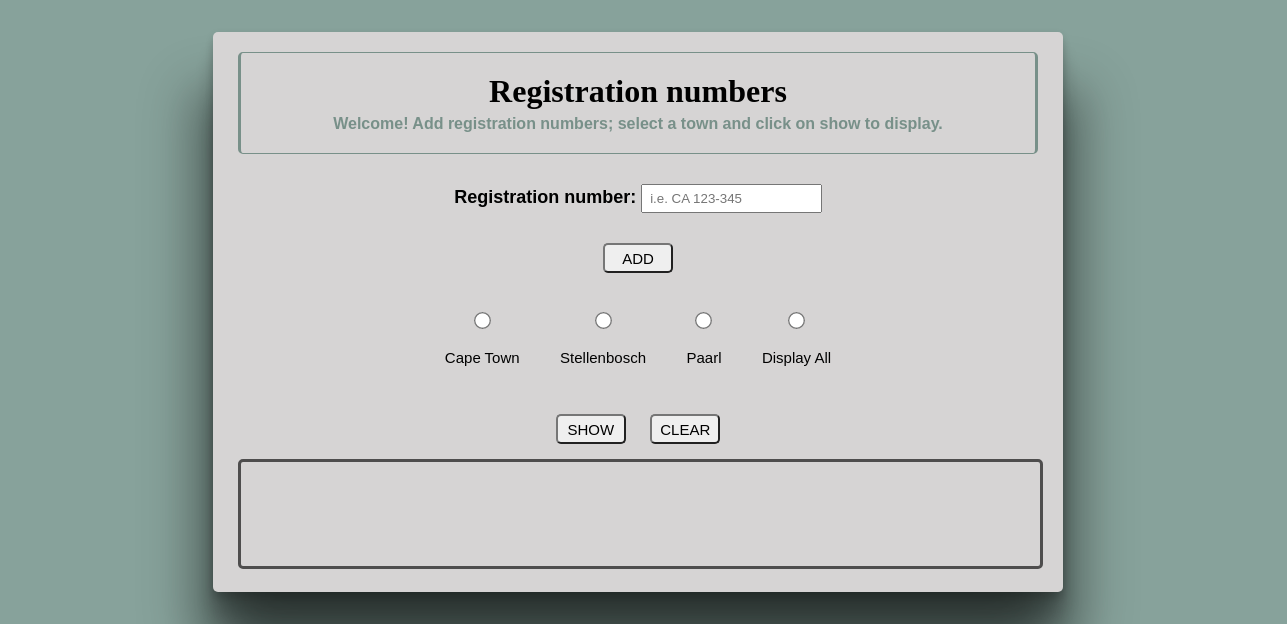 Registration numbers
Welcome! Add registration numbers; select a town and click on show to display.
Registration number: i.e. CA 123-345
ADD
Cape Town Stellenbosch Paarl Display All
SHOW CLEAR